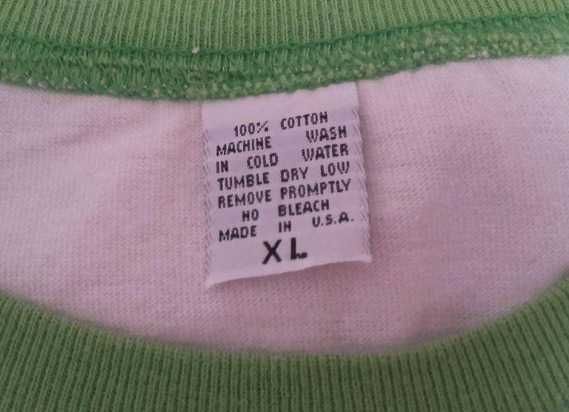 100% COTTON
MACHINE WASH
IN COLD WATER
TUMBLE DRY LOW
REMOVE PROMPTLY
NO BLEACH
MADE IN U.S.A.
XL